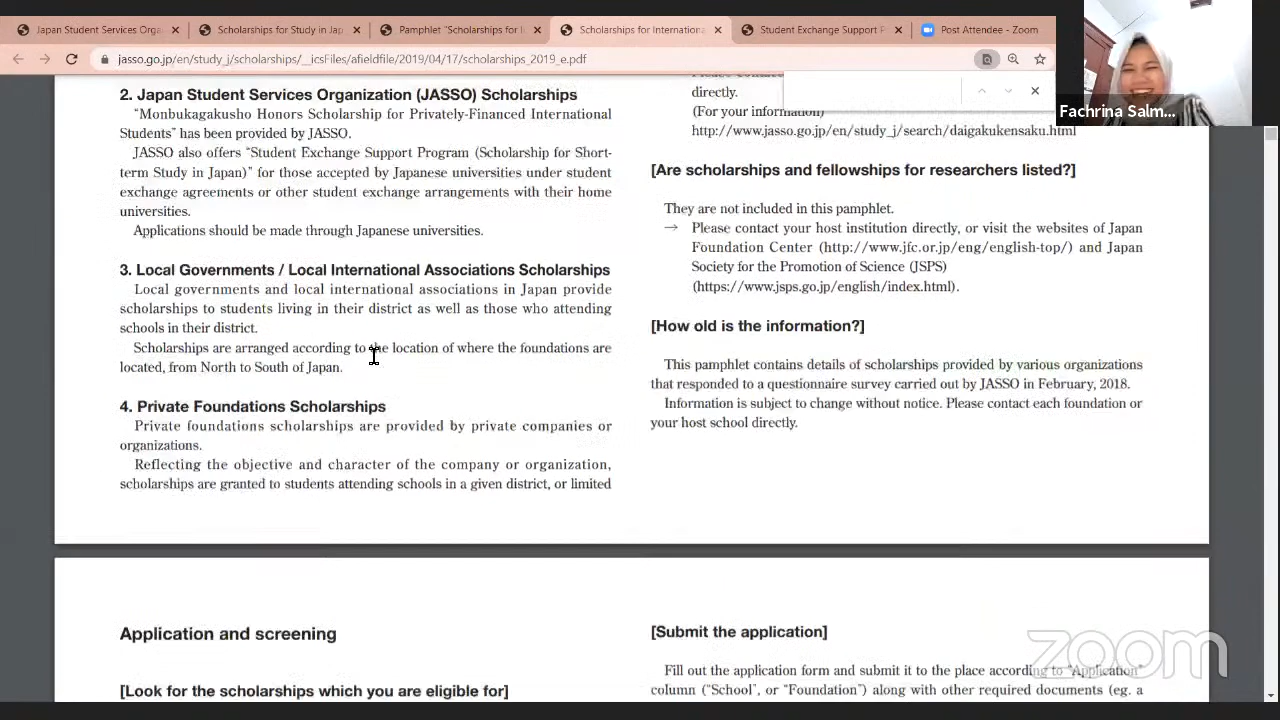 Japan Student Services Orga
Scholarships for Study in Jap
Pamphlet "Scholarships for I
Scholarships for Internationa
Student Exchange Support P
Post Attendee - Zoom
jasso.go.jp/en/study_j/scholarships/__icsFiles/afieldfile/2019/04/17/scholarships_2019_e.pdf
Fachrina Salm...
2. Japan Student Services Organization (JASSO) Scholarships
"Monbukagakusho Honors Scholarship for Privately-Financed International
Students" has been provided by JASSO.
JASSO also offers "Student Exchange Support Program (Scholarship for Short-
term Study in Japan)" for those accepted by Japanese universities under student
exchange agreements or other student exchange arrangements with their home
universities.
Applications should be made through Japanese universities.
3. Local Governments / Local International Associations Scholarships
Local governments and local international associations in Japan provide
scholarships to students living in their district as well as those who attending
schools in their district.
Scholarships are arranged according to the location of where the foundations are
located, from North to South of Japan.
4. Private Foundations Scholarships
Private foundations scholarships are provided by private companies or
organizations.
Reflecting the objective and character of the company or organization,
scholarships are granted to students attending schools in a given district, or limited
directly.
(For your information)
http://www.jasso.go.jp/en/study_j/search/daigakukensaku.html
[Are scholarships and fellowships for researchers listed?]
They are not included in this pamphlet.
→ Please contact your host institution directly, or visit the websites of Japan
Foundation Center (http://www.jfc.or.jp/eng/english-top/) and Japan
Society for the Promotion of Science (JSPS)
(https://www.jsps.go.jp/english/index.html).
[How old is the information?]
This pamphlet contains details of scholarships provided by various organizations
that responded to a questionnaire survey carried out by JASSO in February, 2018.
Information is subject to change without notice. Please contact each foundation or
your host school directly.
Application and screening
[Look for the scholarships which you are eligible for]
[Submit the application]
Fill out the application form and submit it to the place according to "Application"
column ("School", or "Foundation") along with other required documents (eg. a
zoom